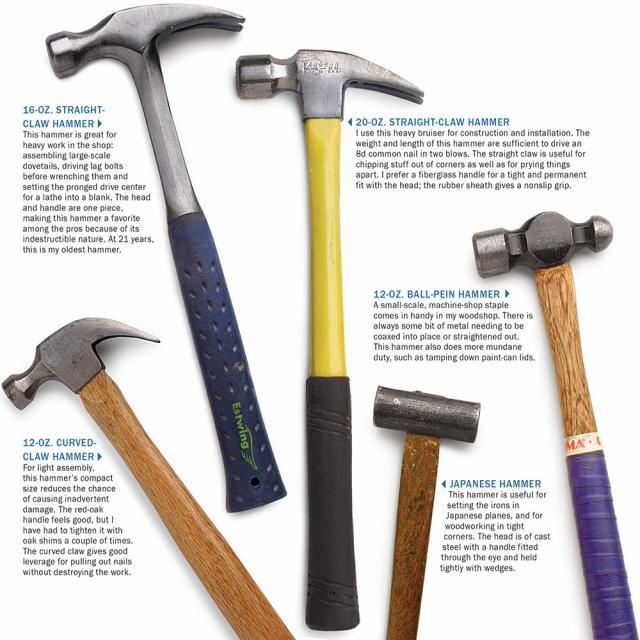 16-OZ. STRAIGHT-
CLAW HAMMER
This hammer is great for
heavy work in the shop:
assembling large-scale
dovetails, driving lag bolts
before wrenching them and
setting the pronged drive center
for a lathe into a blank. The head
and handle are one piece,
making this hammer a favorite
among the pros because of its
indestructible nature. At 21 years,
this is my oldest hammer.
VAUGHAN
20-OZ. STRAIGHT-CLAW HAMMER
I use this heavy bruiser for construction and installation. The
weight and length of this hammer are sufficient to drive an
8d common nail in two blows. The straight claw is useful for
chipping stuff out of corners as well as for prying things
apart. I prefer a fiberglass handle for a tight and permanent
fit with the head; the rubber sheath gives a nonslip grip.
12-OZ. BALL-PEIN HAMMER
A small-scale, machine-shop staple
comes in handy in my woodshop. There is
always some bit of metal needing to be
coaxed into place or straightened out.
This hammer also does more mundane
duty, such as tamping down paint-can lids.
Estwing
12-OZ. CURVED-
CLAW HAMMER
For light assembly,
this hammer's compact
size reduces the chance
of causing inadvertent
damage. The red-oak
handle feels good, but I
have had to tighten it with
oak shims a couple of times.
The curved claw gives good
leverage for pulling out nails
without destroying the work.
MA
JAPANESE HAMMER
This hammer is useful for
setting the irons in
Japanese planes, and for
woodworking in tight
corners. The head is of cast
steel with a handle fitted
through the eye and held
tightly with wedges.